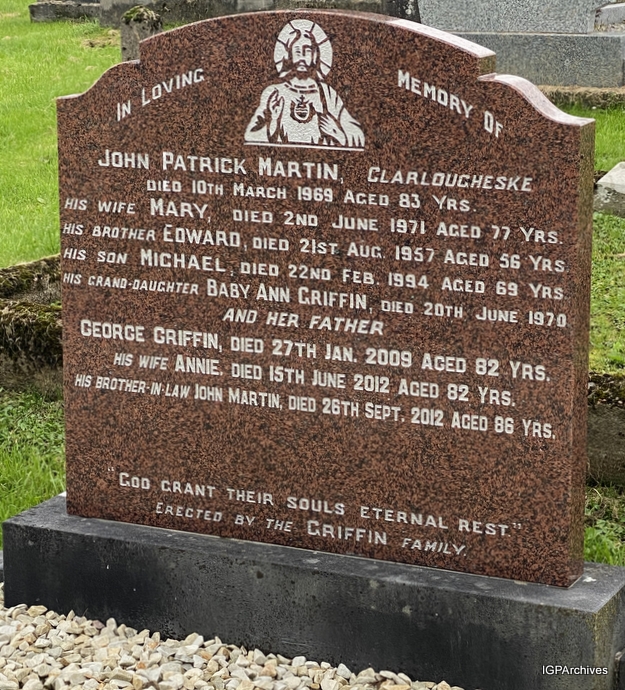 IN LOVING MEMORY OF
JOHN PATRICK MARTIN, CLARLOUGHESKE
DIED 10TH MARCH 1969 AGED 83 YRS.
HIS WIFE MARY, DIED 2ND JUNE 1971 AGED 77 YRS.
HIS BROTHER EDWARD, DIED 21ST AUG. 1957 AGED 56 YRS
HIS SON MICHAEL, DIED 22ND FEB. 1994 AGED 69 YRS.
HIS GRAND-DAUGHTER BABY ANN GRIFFIN, DIED 20TH JUNE 1970
AND HER FATHER
GEORGE GRIFFIN, DIED 27TH JAN. 2009 AGED 82 YRS.
HIS WIFE ANNIE, DIED 15TH JUNE 2012 AGED 82 YRS.
HIS BROTHER-IN-LAW JOHN MARTIN, DIED 26TH SEPT. 2012 AGED 86 YRS.
"GOD GRANT THEIR SOULS ETERNAL REST"
ERECTED BY THE GRIFFIN FAMILY.
IGPArchives